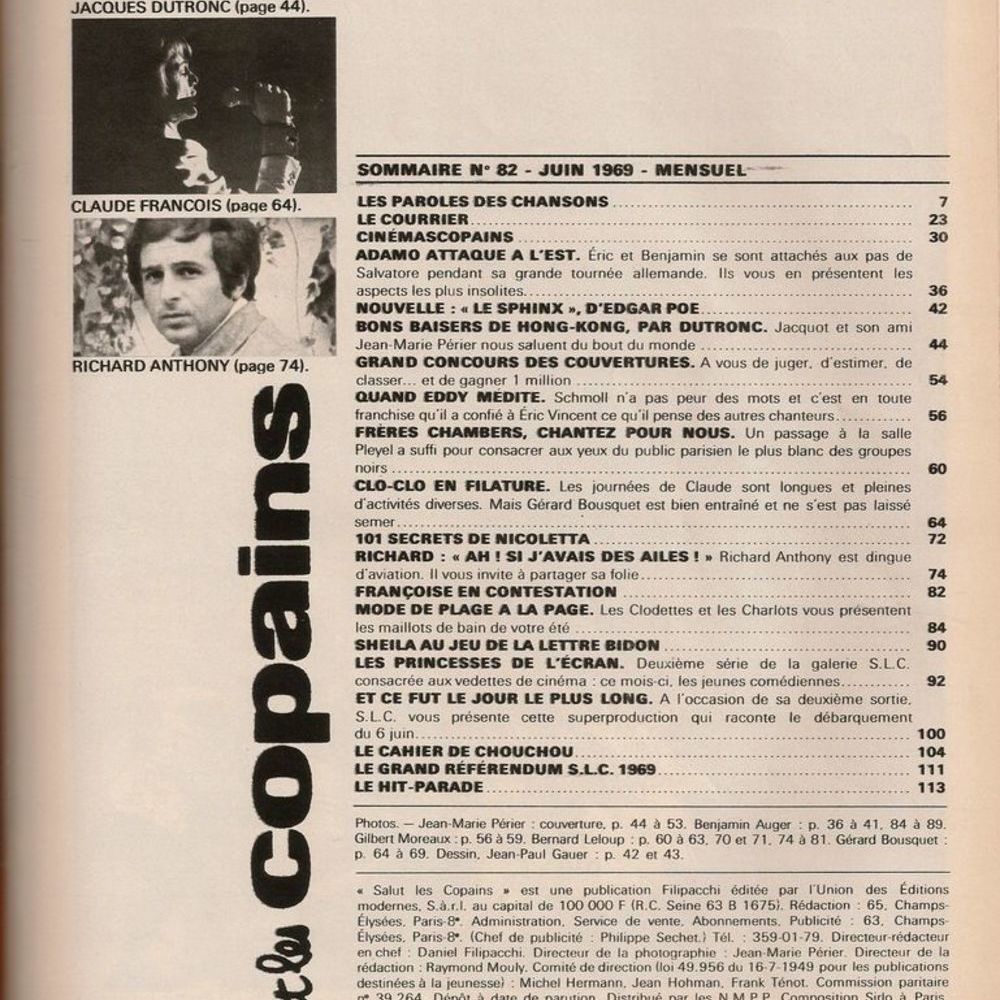 JACQUES DUTRONC (page 44).
CLAUDE FRANCOIS (page 64).
RICHARD ANTHONY (page 74).
t les copains
SOMMAIRE N° 82 - JUIN 1969 - MENSUEL
LES PAROLES DES CHANSONS 7
LE COURRIER 23
CINÉMASCOPAINS 30
ADAMO ATTAQUE A L'EST. Éric et Benjamin se sont attachés aux pas de
Salvatore pendant sa grande tournée allemande. Ils vous en présentent les
aspects les plus insolites. 36
NOUVELLE : « LE SPHINX », D'EDGAR POE 42
BONS BAISERS DE HONG-KONG, PAR DUTRONC. Jacquot et son ami
Jean-Marie Périer nous saluent du bout du monde 44
GRAND CONCOURS DES COUVERTURES. A vous de juger, d'estimer, de
classer... et de gagner 1 million 54
QUAND EDDY MÉDITE. Schmoll n'a pas peur des mots et c'est en toute
franchise qu'il a confié à Éric Vincent ce qu'il pense des autres chanteurs. 56
FRÈRES CHAMBERS, CHANTEZ POUR NOUS. Un passage à la salle
Pleyel a suffi pour consacrer aux yeux du public parisien le plus blanc des groupes
noirs 60
CLO-CLO EN FILATURE. Les journées de Claude sont longues et pleines
d'activités diverses. Mais Gérard Bousquet est bien entraîné et ne s'est pas laissé
semer 64
101 SECRETS DE NICOLETTA 72
RICHARD : « AH ! SI J'AVAIS DES AILES ! » Richard Anthony est dingue
d'aviation. Il vous invite à partager sa folie 74
FRANÇOISE EN CONTESTATION 82
MODE DE PLAGE A LA PAGE. Les Clodettes et les Charlots vous présentent
les maillots de bain de votre été 84
SHEILA AU JEU DE LA LETTRE BIDON 90
LES PRINCESSES DE L'ÉCRAN. Deuxième série de la galerie S.L.C.
consacrée aux vedettes de cinéma : ce mois-ci, les jeunes comédiennes. 92
ET CE FUT LE JOUR LE PLUS LONG. A l'occasion de sa deuxième sortie,
S.L.C. vous présente cette superproduction qui raconte le débarquement
du 6 juin. 100
LE CAHIER DE CHOUCHOU 104
LE GRAND RÉFÉRENDUM S.L.C. 1969 111
LE HIT-PARADE 113
Photos. — Jean-Marie Périer : couverture, p. 44 à 53. Benjamin Auger : p. 36 à 41, 84 à 89.
Gilbert Moreaux : p. 56 à 59. Bernard Leloup : p. 60 à 63, 70 et 71, 74 à 81. Gérard Bousquet :
p. 64 à 69. Dessin, Jean-Paul Gauer : p. 42 et 43.
« Salut les Copains » est une publication Filipacchi éditée par l'Union des Éditions
modernes, S.à.r.l. au capital de 100 000 F (R.C. Seine 63 B 1675). Rédaction : 65, Champs-
Élysées, Paris-8e. Administration, Service de vente, Abonnements, Publicité : 63, Champs-
Élysées, Paris-8e. (Chef de publicité : Philippe Sechet.) Tél. : 359-01-79. Directeur-rédacteur
en chef : Daniel Filipacchi. Directeur de la photographie : Jean-Marie Périer. Directeur de la
rédaction : Raymond Mouly. Comité de direction (loi 49.956 du 16-7-1949 pour les publications
destinées à la jeunesse) : Michel Hermann, Jean Hohman, Frank Ténot. Commission paritaire
n° 39 264. Dépôt à date de parution. Distribué par les N.M.P.P. Composition Sirlo à Paris.